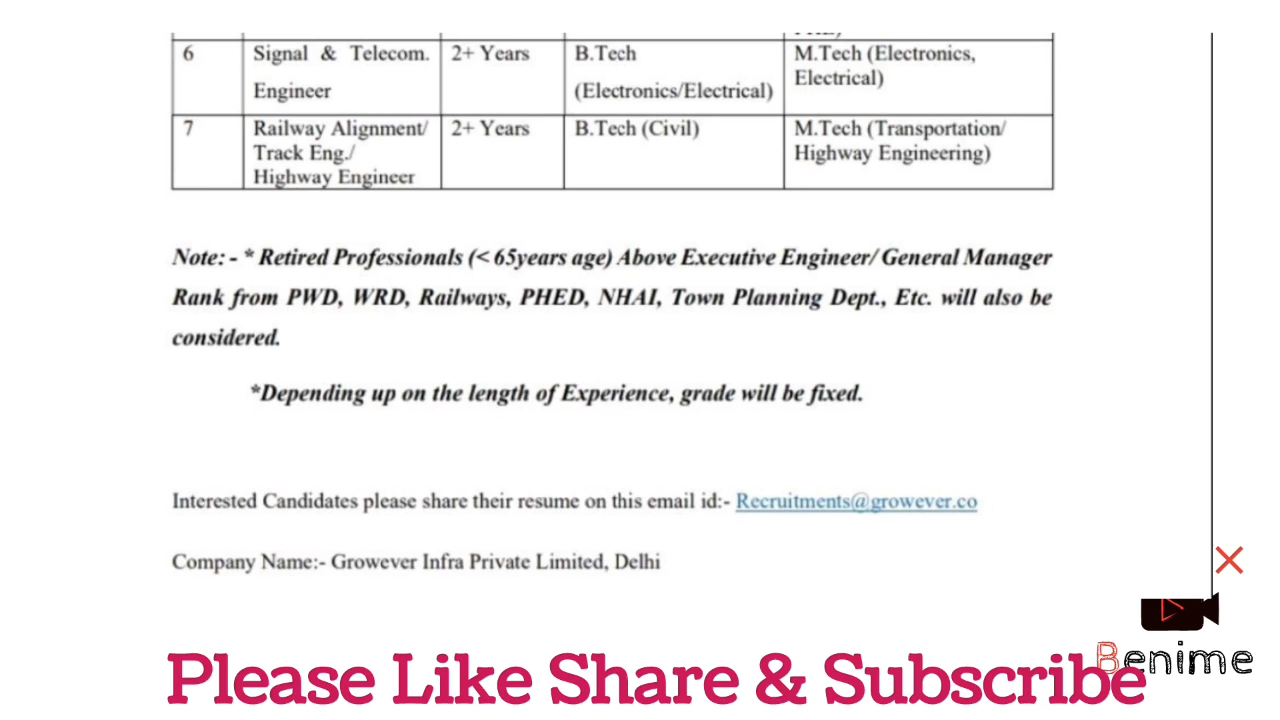 6 Signal & Telecom. 2+ Years B.Tech M.Tech (Electronics,
Engineer (Electronics/Electrical) Electrical)
7 Railway Alignment/ 2+ Years B.Tech (Civil) M.Tech (Transportation/
Track Eng./ Highway Engineering)
Highway Engineer
Note: - * Retired Professionals (< 65years age) Above Executive Engineer/ General Manager
Rank from PWD, WRD, Railways, PHED, NHAI, Town Planning Dept., Etc. will also be
considered.
*Depending up on the length of Experience, grade will be fixed.
Interested Candidates please share their resume on this email id:- Recruitments@growever.co
Company Name:- Growever Infra Private Limited, Delhi
Benime
Please Like Share & Subscribe